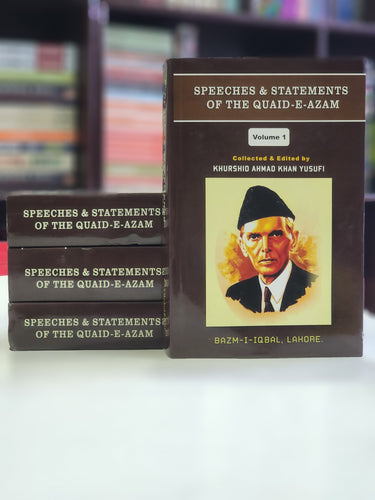 SPEECHES & STATEMENTS
OF THE QUAID-E-AZAM
Volume 1
Collected & Edited by
KHURSHID AHMAD KHAN YUSUFI
BAZM-I-IQBAL, LAHORE.
SPEECHES & STATEMENTS
OF THE QUAID-E-AZAM
SPEECHES & STATEMENTS
OF THE QUAID-E-AZAM
SPEECHES & STATEMENTS
OF THE QUAID-E-AZAM